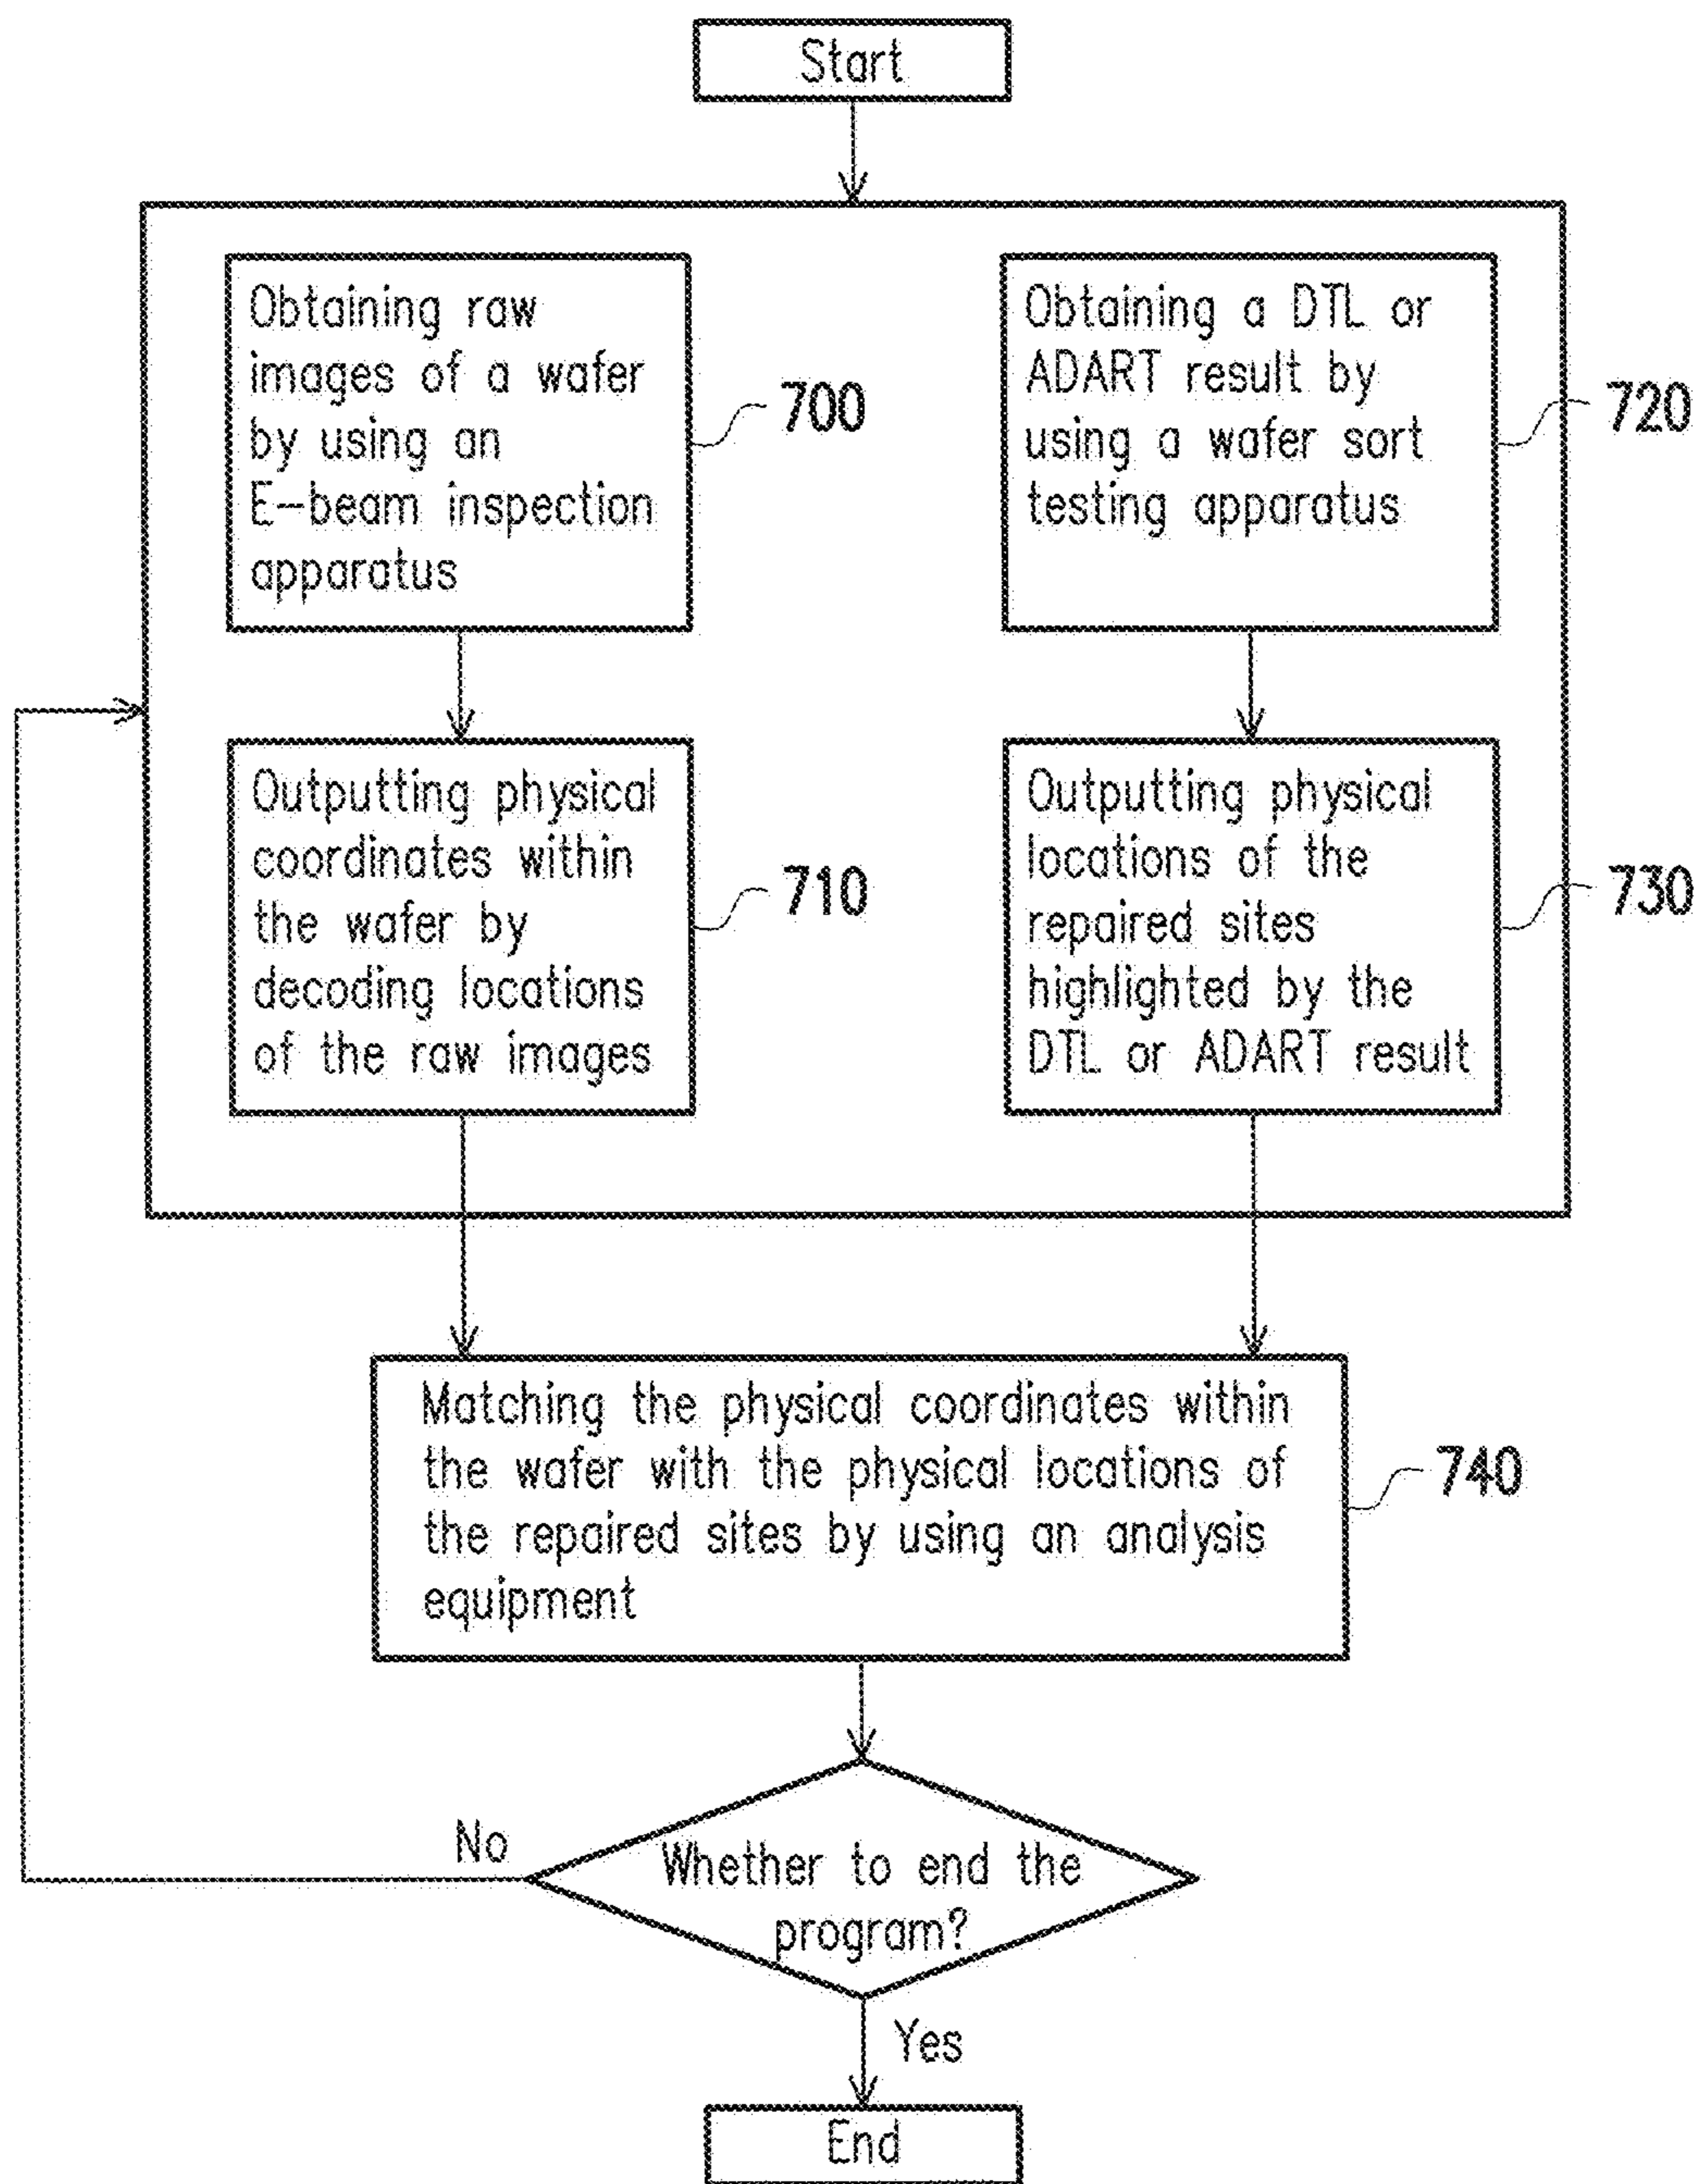 Start
Obtaining raw
images of a wafer
by using an
E-beam inspection
apparatus
700
Obtaining a DTL or
ADART result by
using a wafer sort
testing apparatus
720
Outputting physical
coordinates within
the wafer by
decoding locations
of the raw images
710
Outputting physical
locations of the
repaired sites
highlighted by the
DTL or ADART result
730
Matching the physical coordinates within
the wafer with the physical locations of
the repaired sites by using an analysis
equipment
740
Whether to end the
program?
No
Yes
End